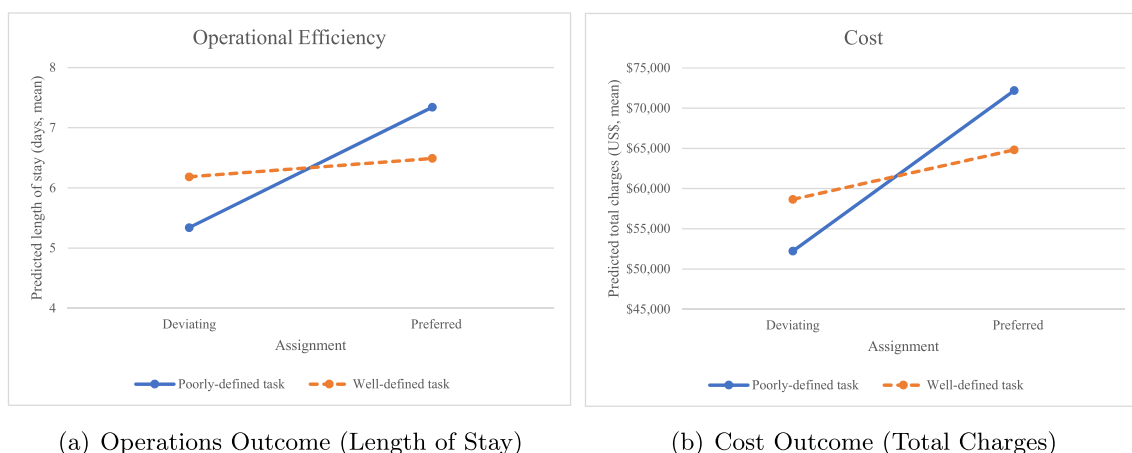 Operational Efficiency
Predicted length of stay (days, mean)
8
7
6
5
4
Deviating Preferred
Assignment
Poorly-defined task Well-defined task
(a) Operations Outcome (Length of Stay)
Cost
Predicted total charges (US$, mean)
$75,000
$70,000
$65,000
$60,000
$55,000
$50,000
$45,000
Deviating Preferred
Assignment
Poorly-defined task Well-defined task
(b) Cost Outcome (Total Charges)